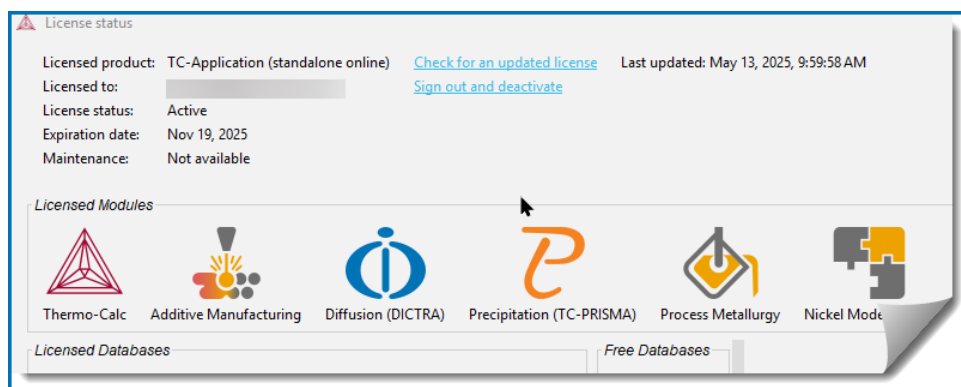 License status
Licensed product: TC-Application (standalone online) Check for an updated license Last updated: May 13, 2025, 9:59:58 AM
Licensed to: Sign out and deactivate
License status: Active
Expiration date: Nov 19, 2025
Maintenance: Not available
Licensed Modules
Thermo-Calc Additive Manufacturing Diffusion (DICTRA) Precipitation (TC-PRISMA) Process Metallurgy Nickel
Licensed Databases Free Databases